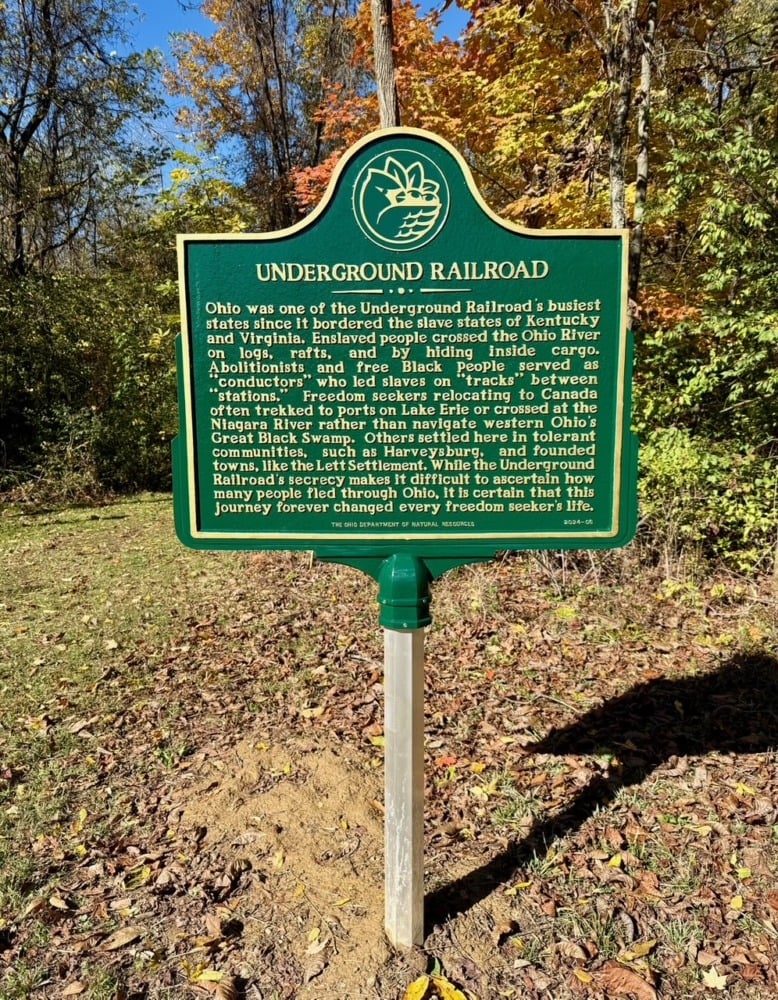 UNDERGROUND RAILROAD
Ohio was one of the Underground Railroad's busiest
states since it bordered the slave states of Kentucky
and Virginia. Enslaved people crossed the Ohio River
on logs, rafts, and by hiding inside cargo.
Abolitionists and free Black people served as
"conductors" who led slaves on "tracks" between
"stations." Freedom seekers relocating to Canada
often trekked to ports on Lake Erie or crossed at the
Niagara River rather than navigate western Ohio's
Great Black Swamp. Others settled here in tolerant
communities, such as Harveysburg, and founded
towns, like the Lett Settlement. While the Underground
Railroad's secrecy makes it difficult to ascertain how
many people fled through Ohio, it is certain that this
journey forever changed every freedom seeker's life.
THE OHIO DEPARTMENT OF NATURAL RESOURCES 2024-05